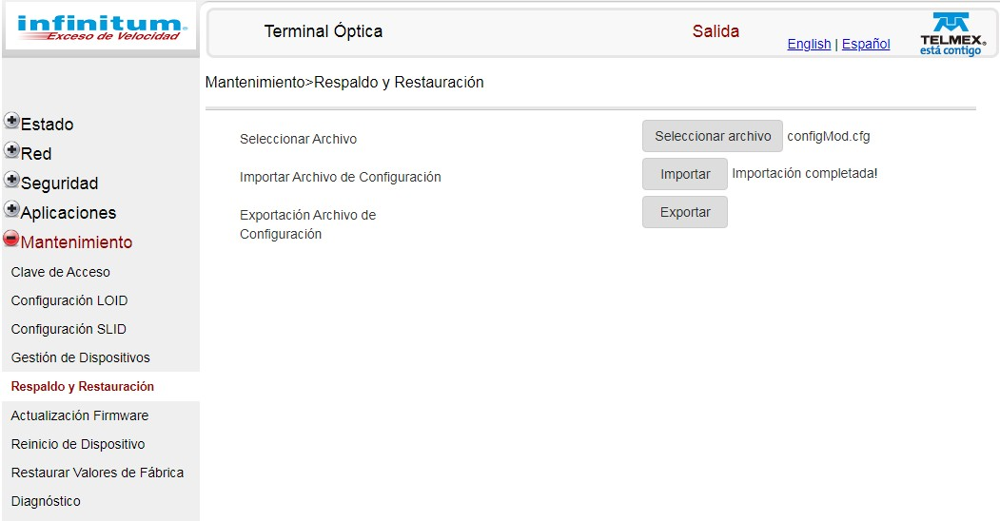 infinitum
Exceso de Velocidad
Terminal Óptica
Salida
English | Español
TELMEX®
está contigo
Mantenimiento>Respaldo y Restauración
Estado
Red
Seguridad
Aplicaciones
Mantenimiento
Clave de Acceso
Configuración LOID
Configuración SLID
Gestión de Dispositivos
Respaldo y Restauración
Actualización Firmware
Reinicio de Dispositivo
Restaurar Valores de Fábrica
Diagnóstico
Seleccionar Archivo
Seleccionar archivo configMod.cfg
Importar Archivo de Configuración
Importar Importación completada!
Exportación Archivo de
Configuración
Exportar